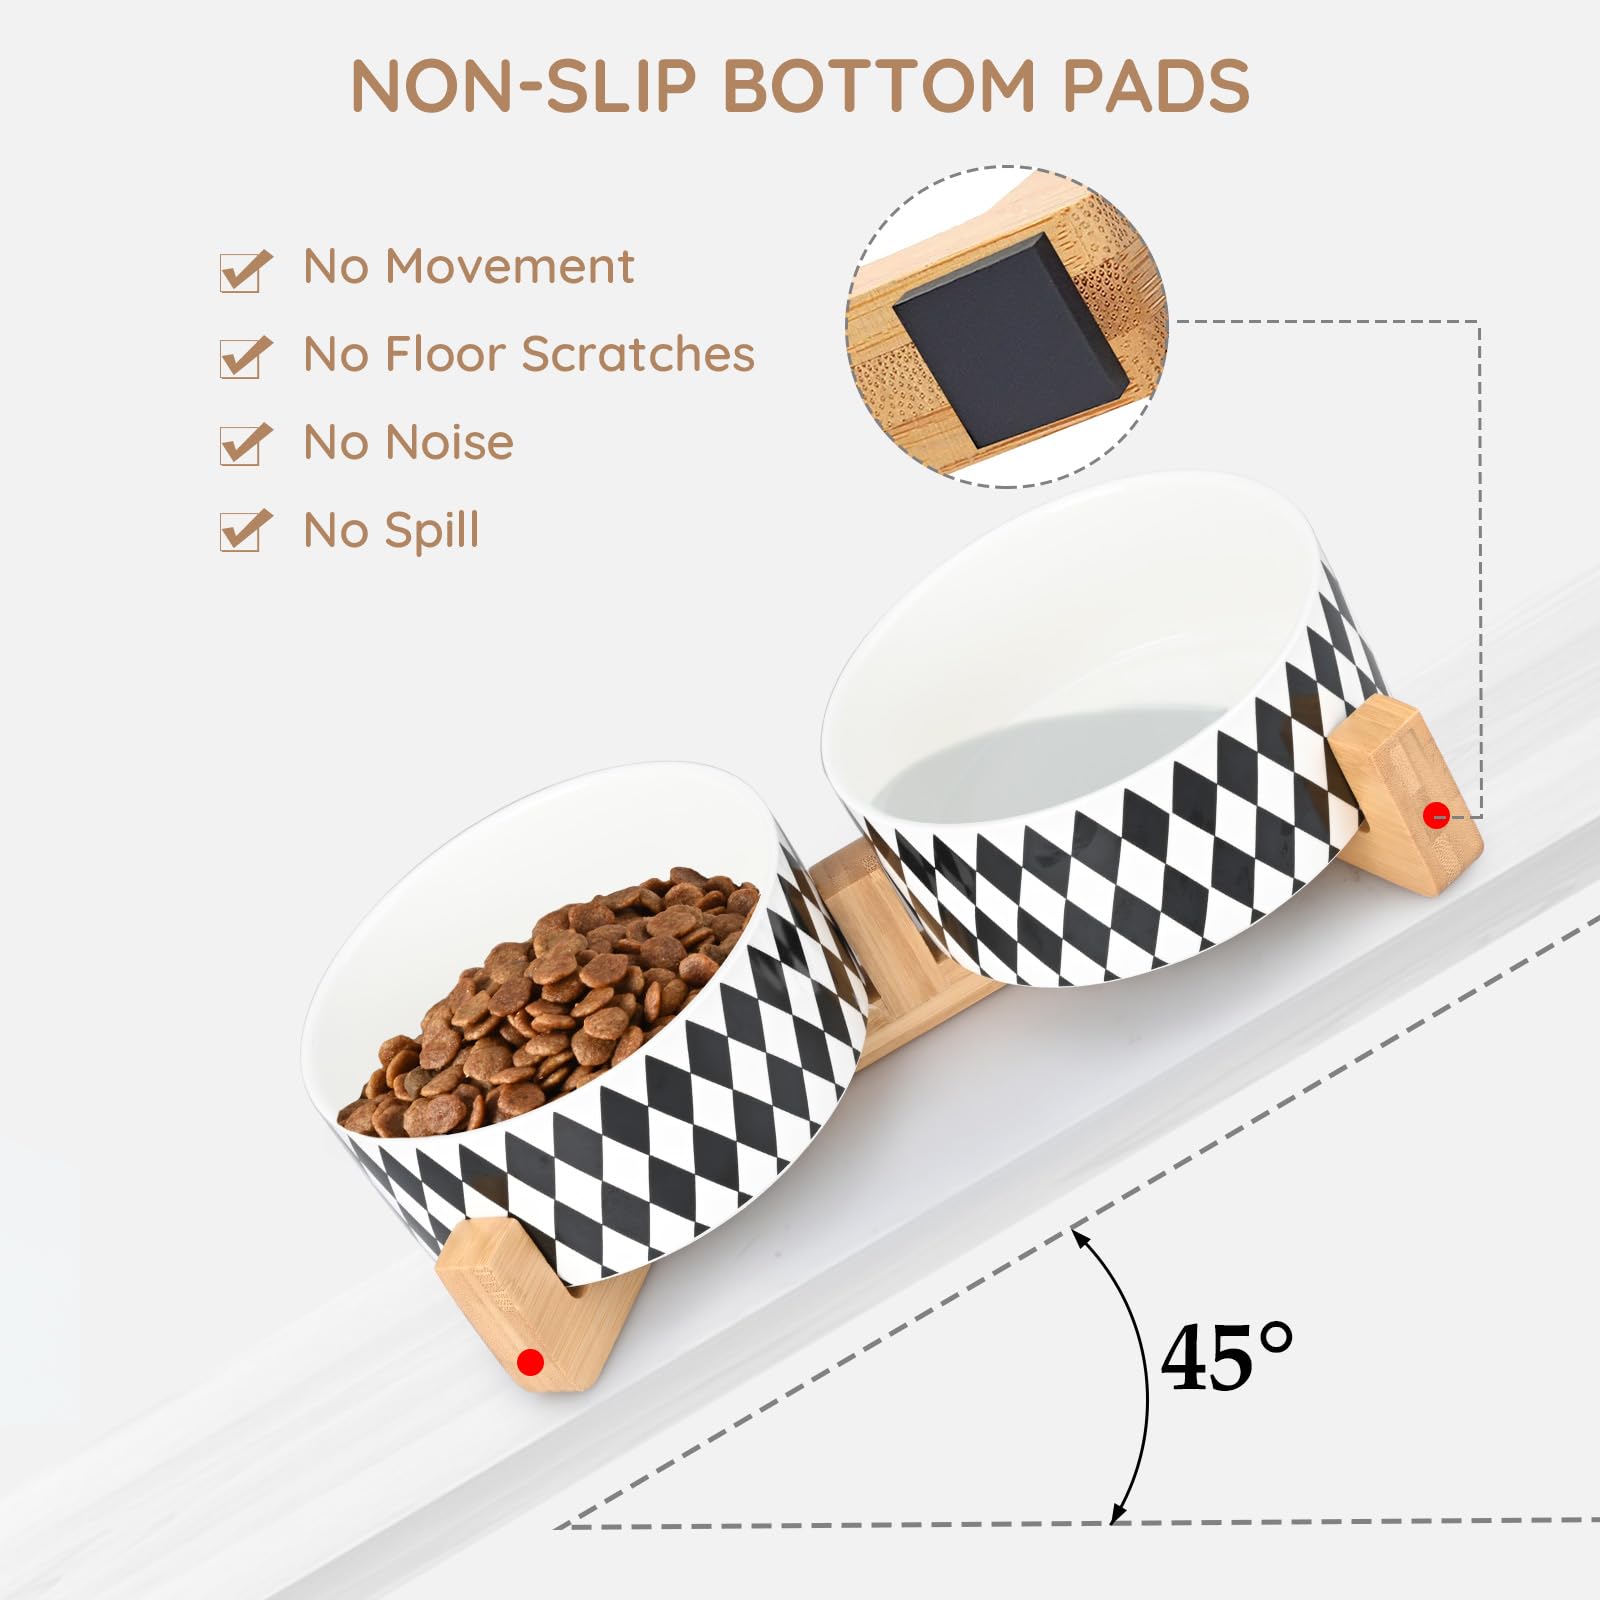 NON-SLIP BOTTOM PADS
No Movement
No Floor Scratches
No Noise
No Spill
45°